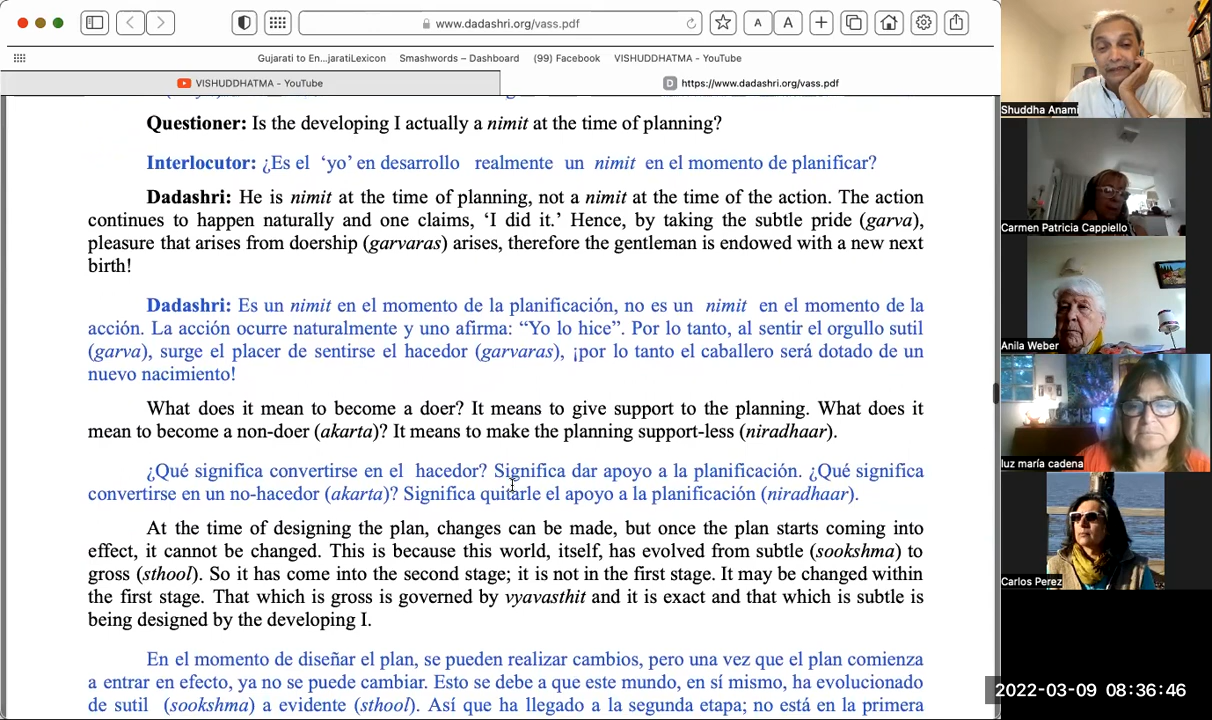 www.dadashri.org/vass.pdf
A A
Gujarati to En...jaratiLexicon Smashwords – Dashboard (99) Facebook VISHUDDHATMA - YouTube
VISHUDDHATMA - YouTube
D https://www.dadashri.org/vass.pdf
Questioner: Is the developing I actually a nimit at the time of planning?
Interlocutor: ¿Es el ‘yo’ en desarrollo realmente un nimit en el momento de planificar?
Dadashri: He is nimit at the time of planning, not a nimit at the time of the action. The action
continues to happen naturally and one claims, ‘I did it.’ Hence, by taking the subtle pride (garva),
pleasure that arises from doership (garvaras) arises, therefore the gentleman is endowed with a new next
birth!
Dadashri: Es un nimit en el momento de la planificación, no es un nimit en el momento de la
acción. La acción ocurre naturalmente y uno afirma: “Yo lo hice”. Por lo tanto, al sentir el orgullo sutil
(garva), surge el placer de sentirse el hacedor (garvaras), ¡por lo tanto el caballero será dotado de un
nuevo nacimiento!
What does it mean to become a doer? It means to give support to the planning. What does it
mean to become a non-doer (akarta)? It means to make the planning support-less (niradhaar).
¿Qué significa convertirse en el hacedor? Significa dar apoyo a la planificación. ¿Qué significa
convertirse en un no-hacedor (akarta)? Significa quitarle el apoyo a la planificación (niradhaar).
At the time of designing the plan, changes can be made, but once the plan starts coming into
effect, it cannot be changed. This is because this world, itself, has evolved from subtle (sookshma) to
gross (sthool). So it has come into the second stage; it is not in the first stage. It may be changed within
the first stage. That which is gross is governed by vyavasthit and it is exact and that which is subtle is
being designed by the developing I.
En el momento de diseñar el plan, se pueden realizar cambios, pero una vez que el plan comienza
a entrar en efecto, ya no se puede cambiar. Esto se debe a que este mundo, en sí mismo, ha evolucionado
de sutil (sookshma) a evidente (sthool). Así que ha llegado a la segunda etapa; no está en la primera
Shuddha Anami
Carmen Patricia Cappiello
Anila Weber
luz maría cadena
Carlos Perez
2022-03-09 08:36:46